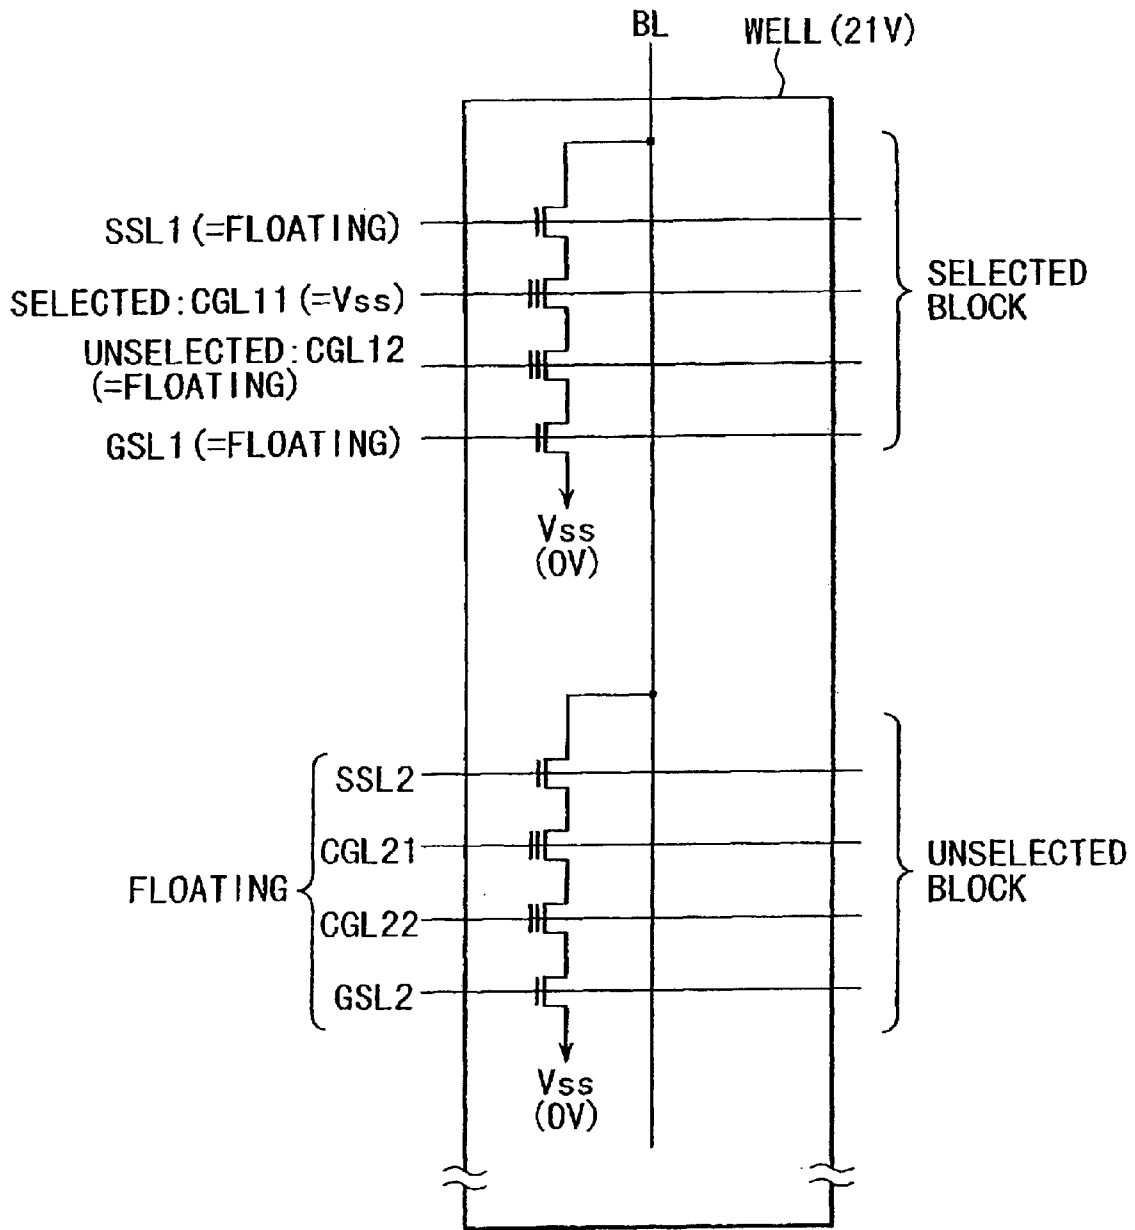 BL
WELL(21V)
SSL1(=FLOATING)
SELECTED:CGL11(=Vss)
UNSELECTED:CGL12
(=FLOATING)
GSL1(=FLOATING)
SELECTED
BLOCK
Vss
(0V)
SSL2
CGL21
FLOATING
CGL22
GSL2
UNSELECTED
BLOCK
Vss
(0V)